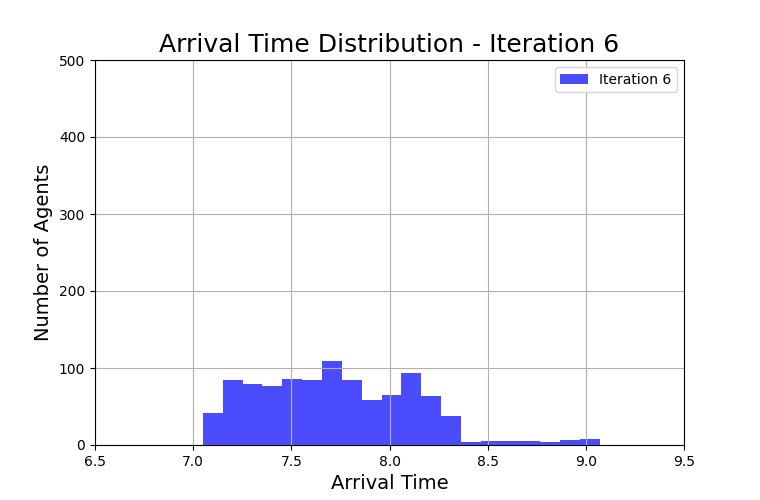 Arrival Time Distribution - Iteration 6
Iteration 6
Number of Agents
500
400
300
200
100
0
6.5 7.0 7.5 8.0 8.5 9.0 9.5
Arrival Time